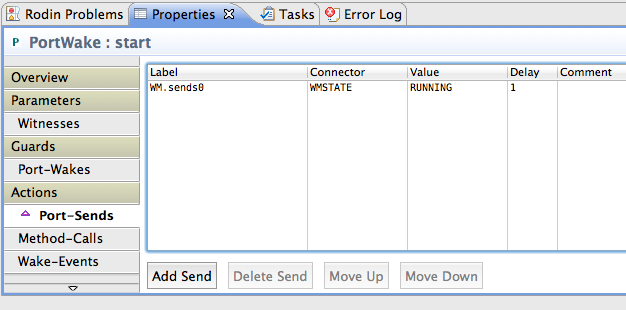 Rodin Problems Properties Tasks Error Log
P PortWake : start
Overview
Parameters
Witnesses
Guards
Port-Wakes
Actions
Port-Sends
Method-Calls
Wake-Events
Label Connector Value Delay Comment
WM.sends0 WMSTATE RUNNING 1
Add Send Delete Send Move Up Move Down